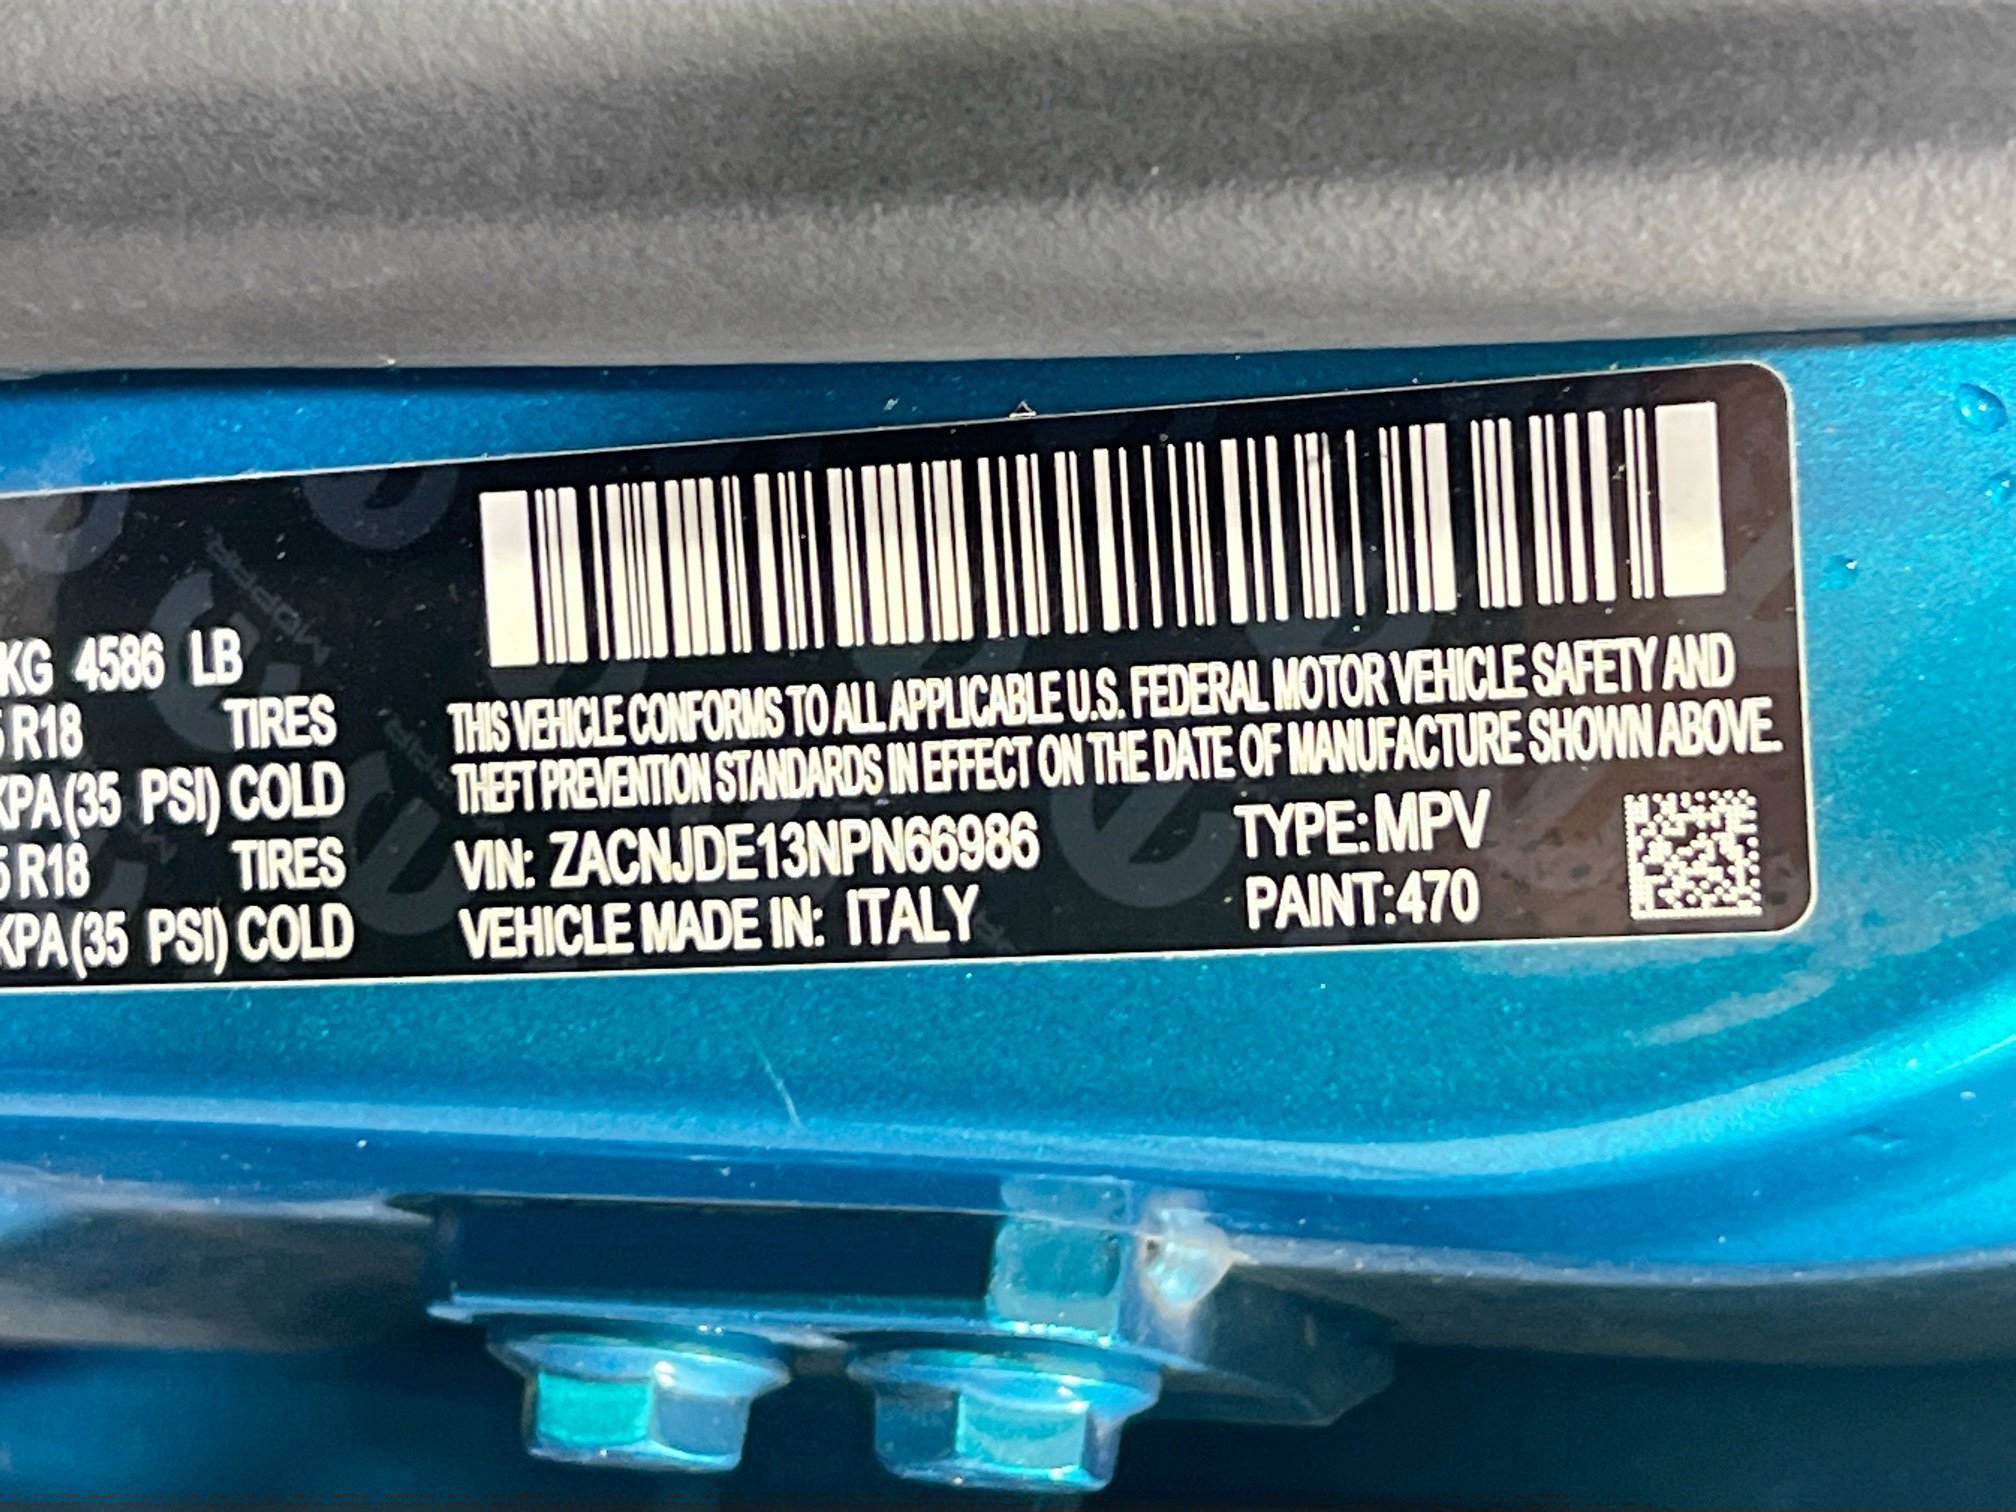 KG 4586 LB
R18 TIRES
KPA(35 PSI) COLD
R18 TIRES
KPA(35 PSI) COLD
THIS VEHICLE CONFORMS TO ALL APPLICABLE U.S. FEDERAL MOTOR VEHICLE SAFETY AND
THEFT PREVENTION STANDARDS IN EFFECT ON THE DATE OF MANUFACTURE SHOWN ABOVE.
VIN: ZACNJDE13NPN66986 TYPE:MPV
VEHICLE MADE IN: ITALY PAINT:470